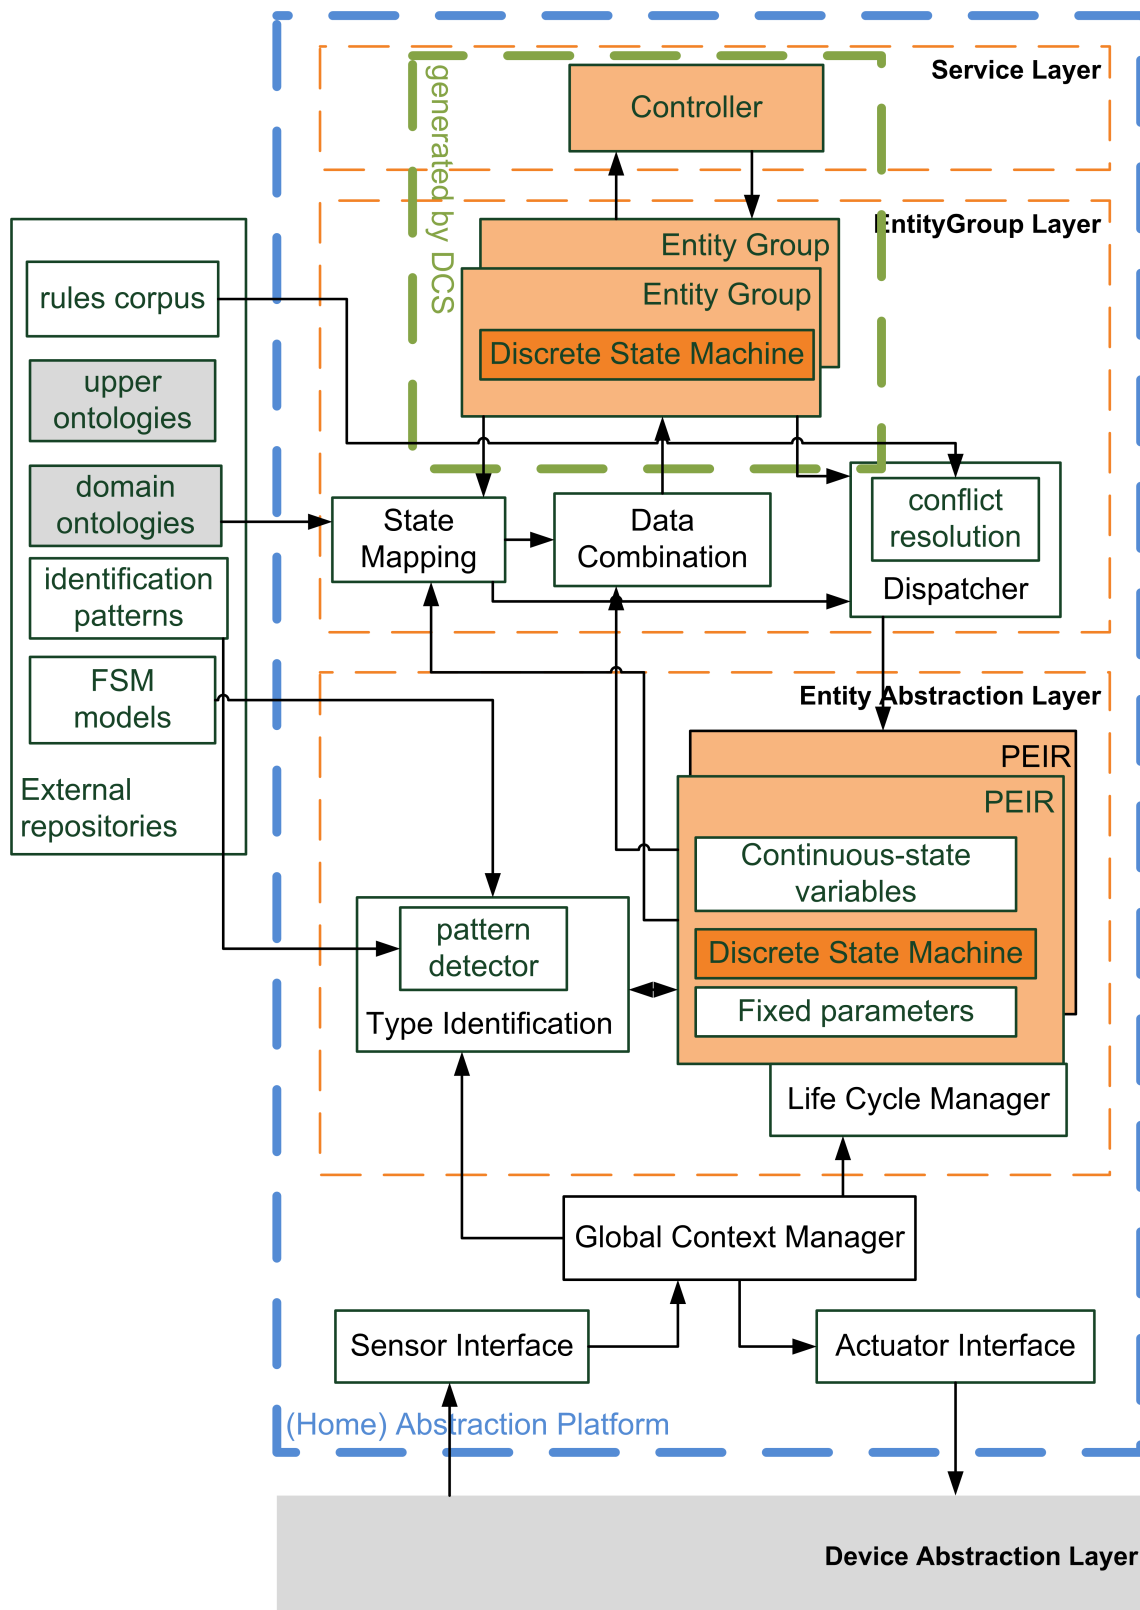 Service Layer
Controller
generated by DCS
EntityGroup Layer
Entity Group
Entity Group
Discrete State Machine
rules corpus
upper
ontologies
domain
ontologies
identification
patterns
FSM
models
External
repositories
State
Mapping
Data
Combination
conflict
resolution
Dispatcher
Entity Abstraction Layer
PEIR
PEIR
Continuous-state
variables
Discrete State Machine
Fixed parameters
pattern
detector
Type Identification
Life Cycle Manager
Global Context Manager
Sensor Interface
Actuator Interface
(Home) Abstraction Platform
Device Abstraction Layer